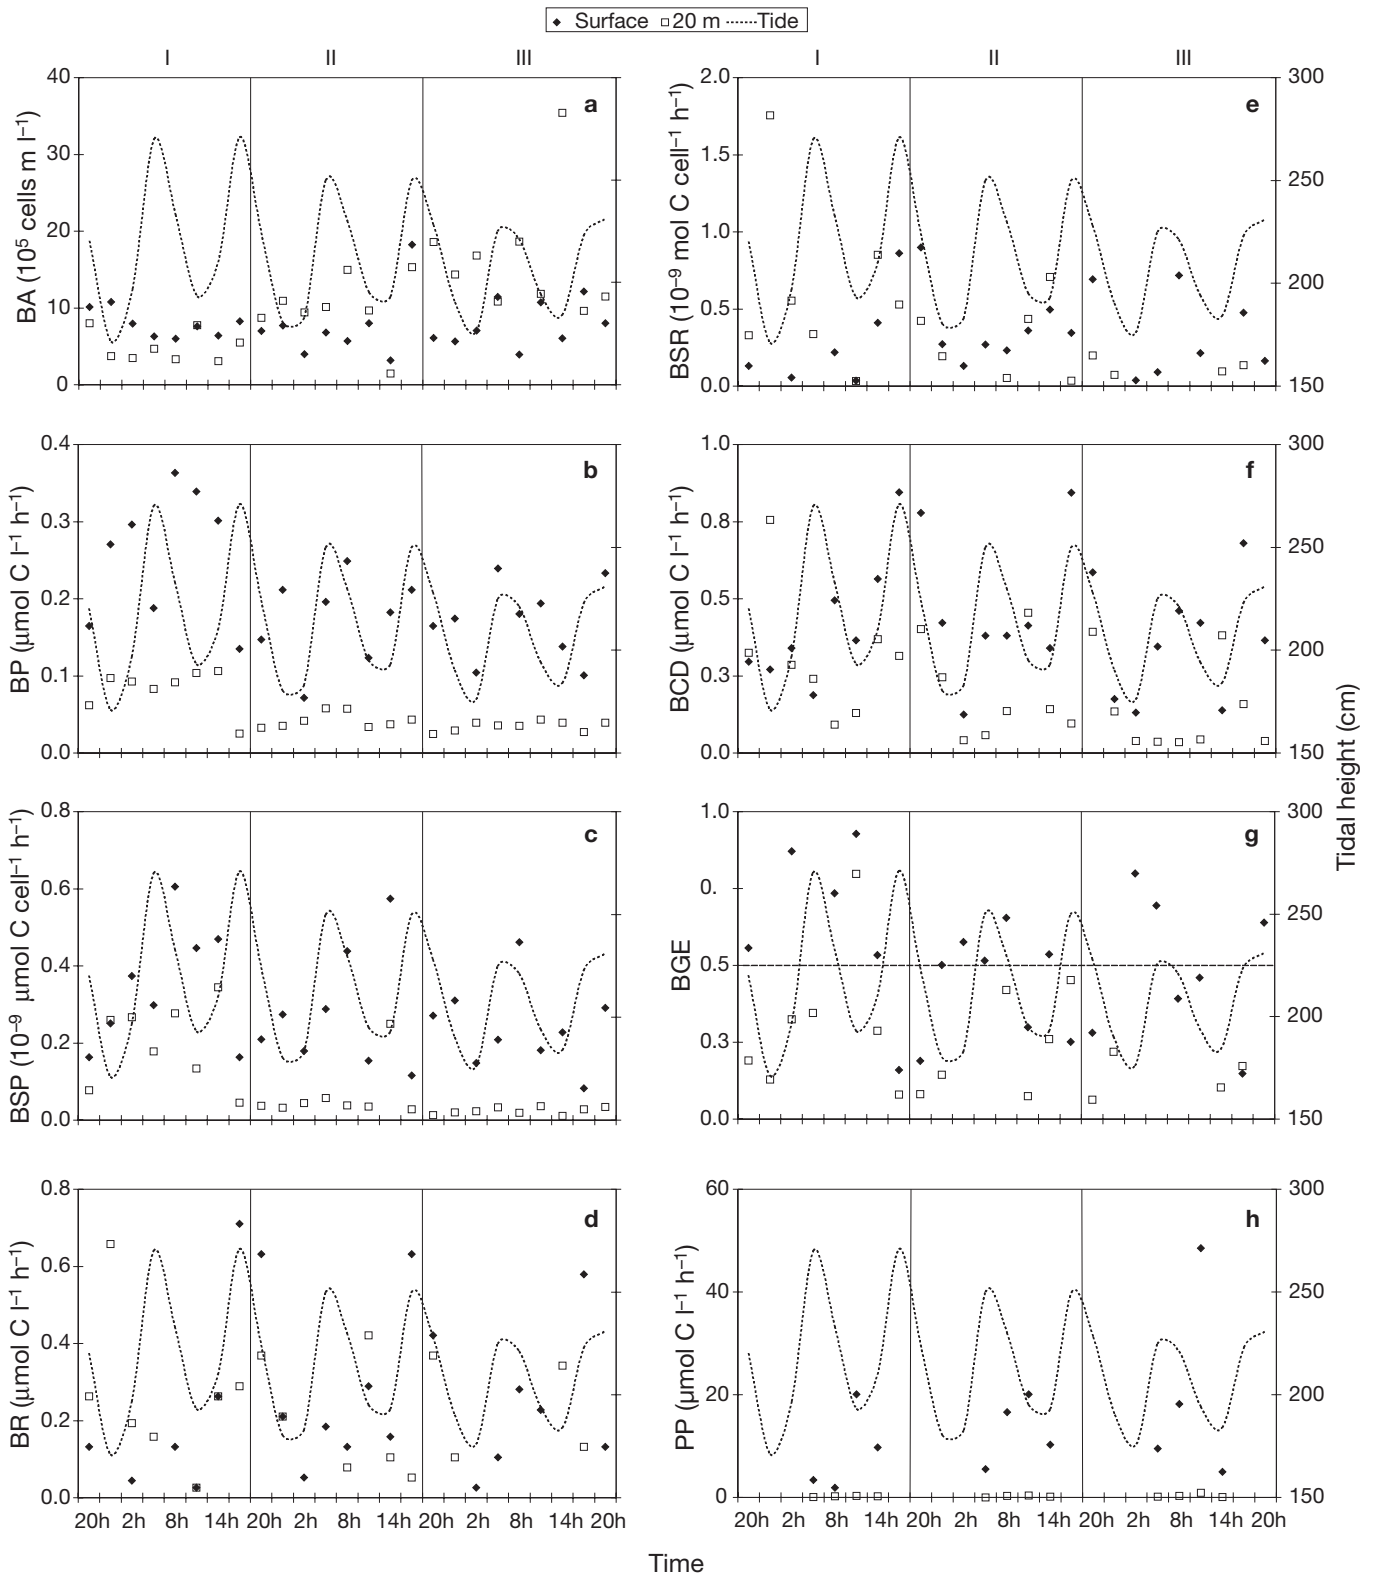 Surface 20 m Tide
I II III
a
40
30
20
10
0
BA (10⁵ cells m l⁻¹)
I II III
e
2.0
1.5
1.0
0.5
0.0
BSR (10⁻⁹ mol C cell⁻¹ h⁻¹)
300
250
200
150
b
0.4
0.3
0.2
0.1
0.0
BP (µmol C l⁻¹ h⁻¹)
f
1.0
0.8
0.5
0.3
0.0
BCD (µmol C l⁻¹ h⁻¹)
300
250
200
150
Tidal height (cm)
c
0.8
0.6
0.4
0.2
0.0
BSP (10⁻⁹ µmol C cell⁻¹ h⁻¹)
g
1.0
0.
0.5
0.3
0.0
BGE
300
250
200
150
d
0.8
0.6
0.4
0.2
0.0
BR (µmol C l⁻¹ h⁻¹)
20h 2h 8h 14h 20h 2h 8h 14h 20h 2h 8h 14h 20h
h
60
40
20
0
PP (µmol C l⁻¹ h⁻¹)
300
250
200
150
20h 2h 8h 14h 20h 2h 8h 14h 20h 2h 8h 14h 20h
Time